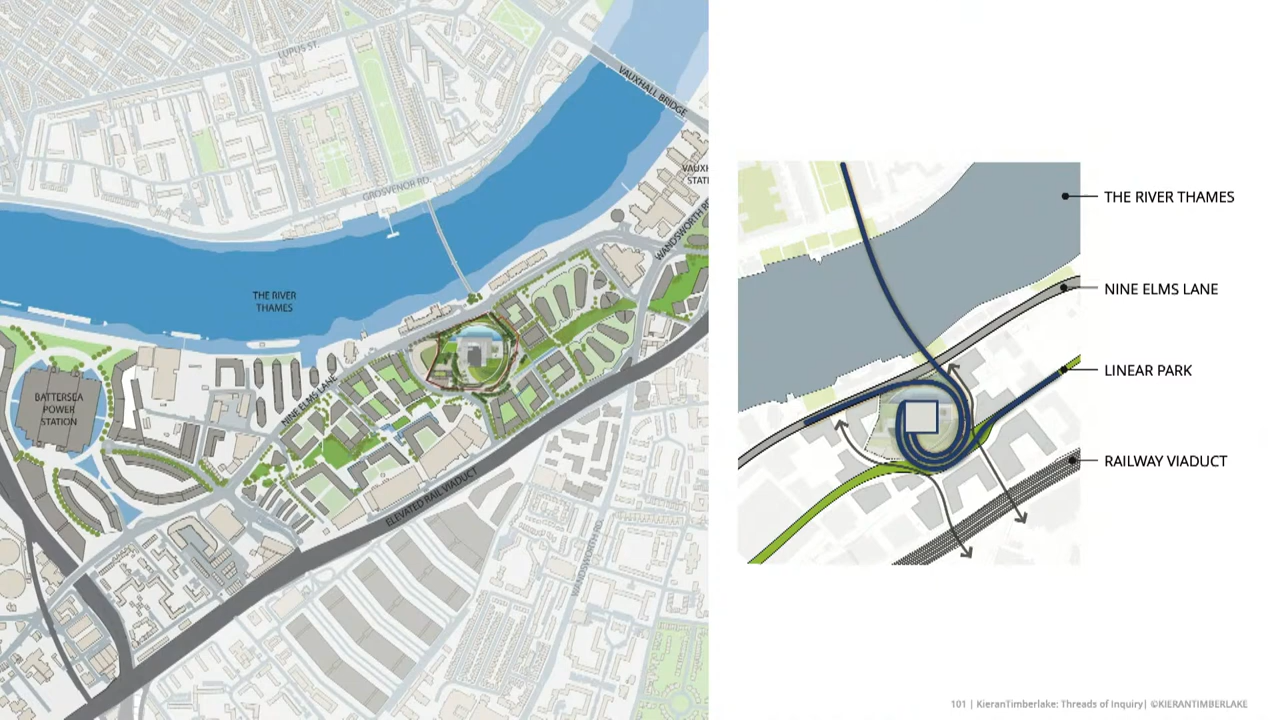 LUPUS ST.
VAUXHALL BRIDGE
GROSVENOR RD.
WANDSWORTH RD
THE RIVER
THAMES
NINE ELMS LANE
BATTERSEA
POWER
STATION
ELEVATED RAIL VIADUCT
WANDSWORTH RD.
THE RIVER THAMES
NINE ELMS LANE
LINEAR PARK
RAILWAY VIADUCT
101 | KieranTimberlake: Threads of Inquiry| ©KIERANTIMBERLAKE